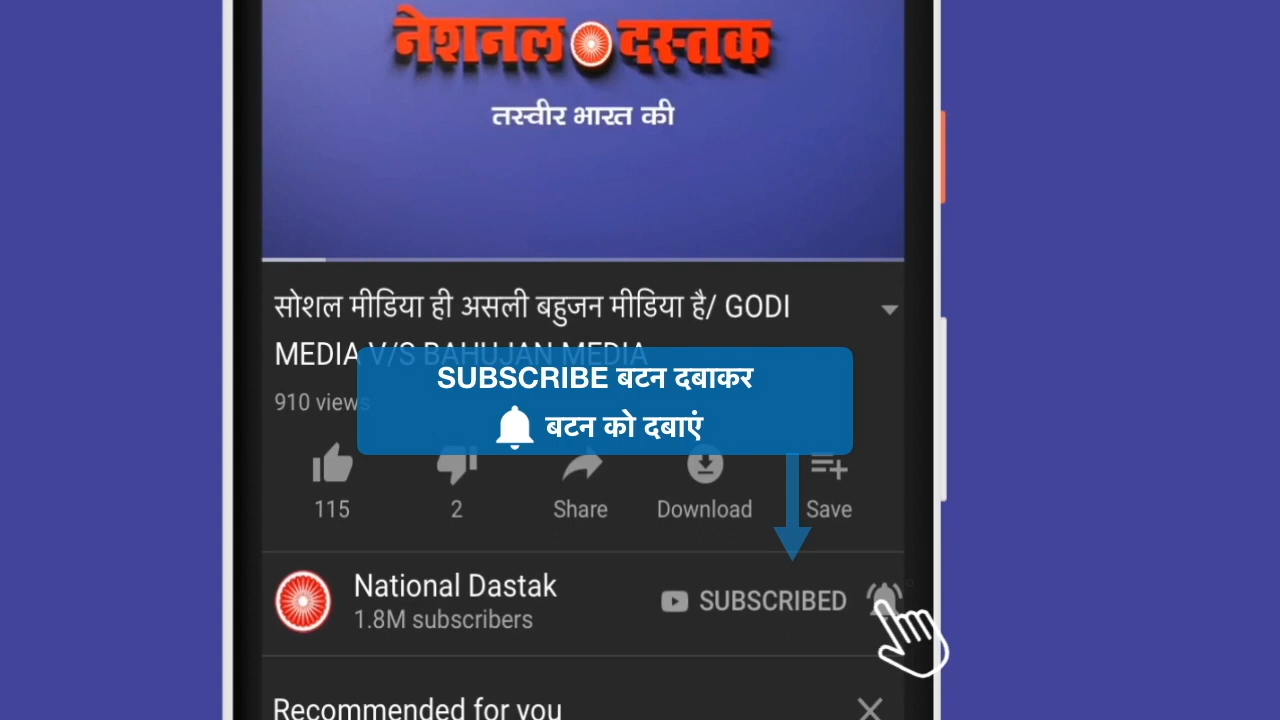 नेशनल दस्तक
तस्वीर भारत की
सोशल मीडिया ही असली बहुजन मीडिया है/ GODI
MEDIA V/S BAHUJAN MEDIA
910 views
SUBSCRIBE बटन दबाकर
बटन को दबाएं
115
2
Share
Download
Save
National Dastak
1.8M subscribers
SUBSCRIBED
Recommended for you